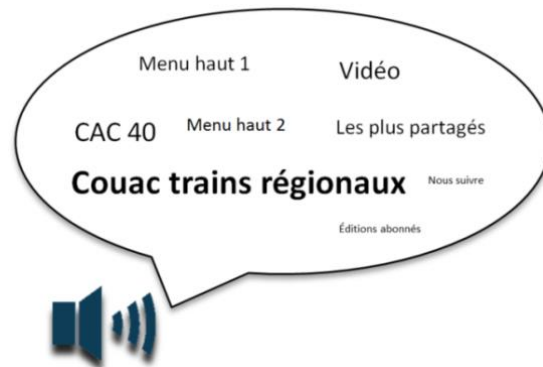 Menu haut 1
Vidéo
CAC 40
Menu haut 2
Les plus partagés
Couac trains régionaux
Nous suivre
Éditions abonnés